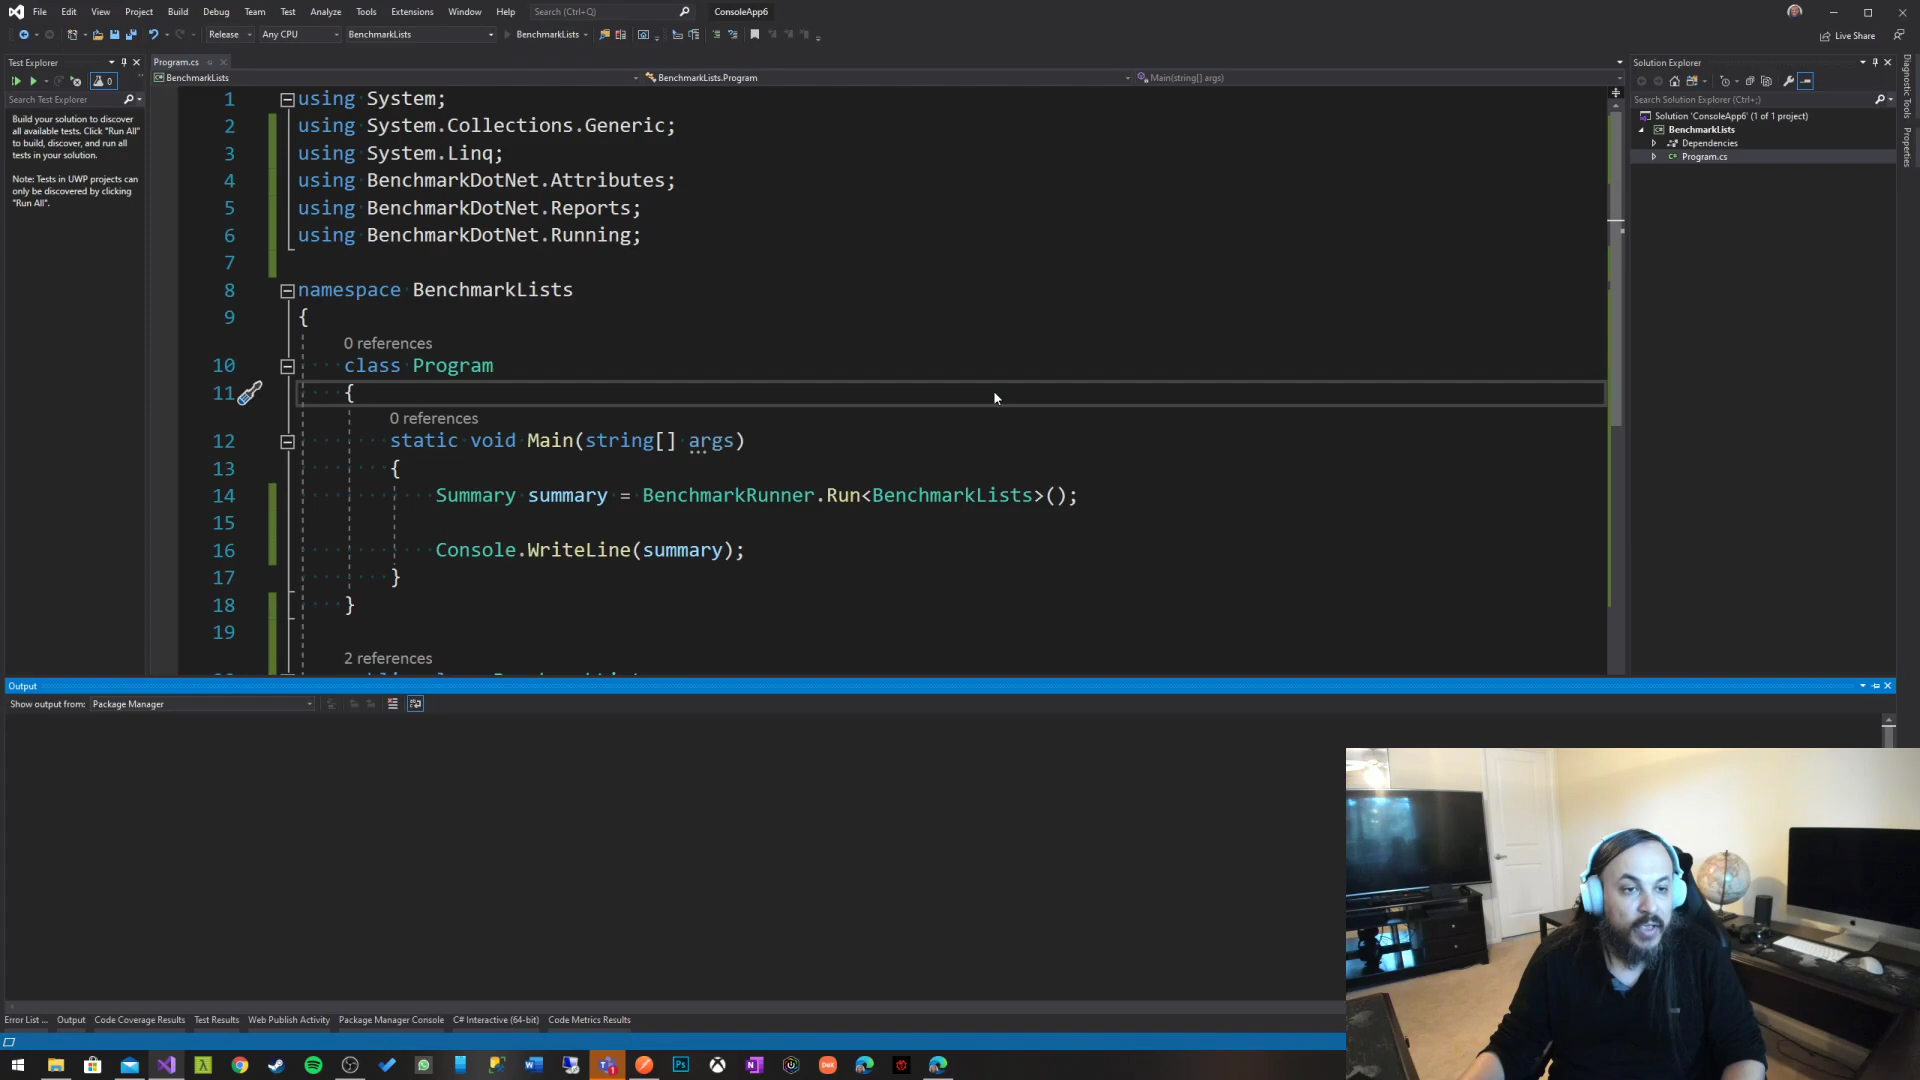 File Edit View Project Build Debug Team Test Analyze Tools Extensions Window Help Search (Ctrl+Q) ConsoleApp6
Release Any CPU BenchmarkLists BenchmarkLists Live Share
Test Explorer
0
Search Test Explorer
Build your solution to discover
all available tests. Click "Run All"
to build, discover, and run all
tests in your solution.
Note: Tests in UWP projects can
only be discovered by clicking
"Run All".
Program.cs
BenchmarkLists BenchmarkLists.Program Main(string[] args)
1 using System;
2 using System.Collections.Generic;
3 using System.Linq;
4 using BenchmarkDotNet.Attributes;
5 using BenchmarkDotNet.Reports;
6 using BenchmarkDotNet.Running;
7
8 namespace BenchmarkLists
9 {
0 references
10 class Program
11 {
0 references
12 static void Main(string[] args)
13 {
14 Summary summary = BenchmarkRunner.Run<BenchmarkLists>();
15
16 Console.WriteLine(summary);
17 }
18 }
19
2 references
Solution Explorer
Search Solution Explorer (Ctrl+;)
Solution 'ConsoleApp6' (1 of 1 project)
BenchmarkLists
Dependencies
Program.cs
Diagnostic Tools
Properties
Output
Show output from: Package Manager
Error List ... Output Code Coverage Results Test Results Web Publish Activity Package Manager Console C# Interactive (64-bit) Code Metrics Results